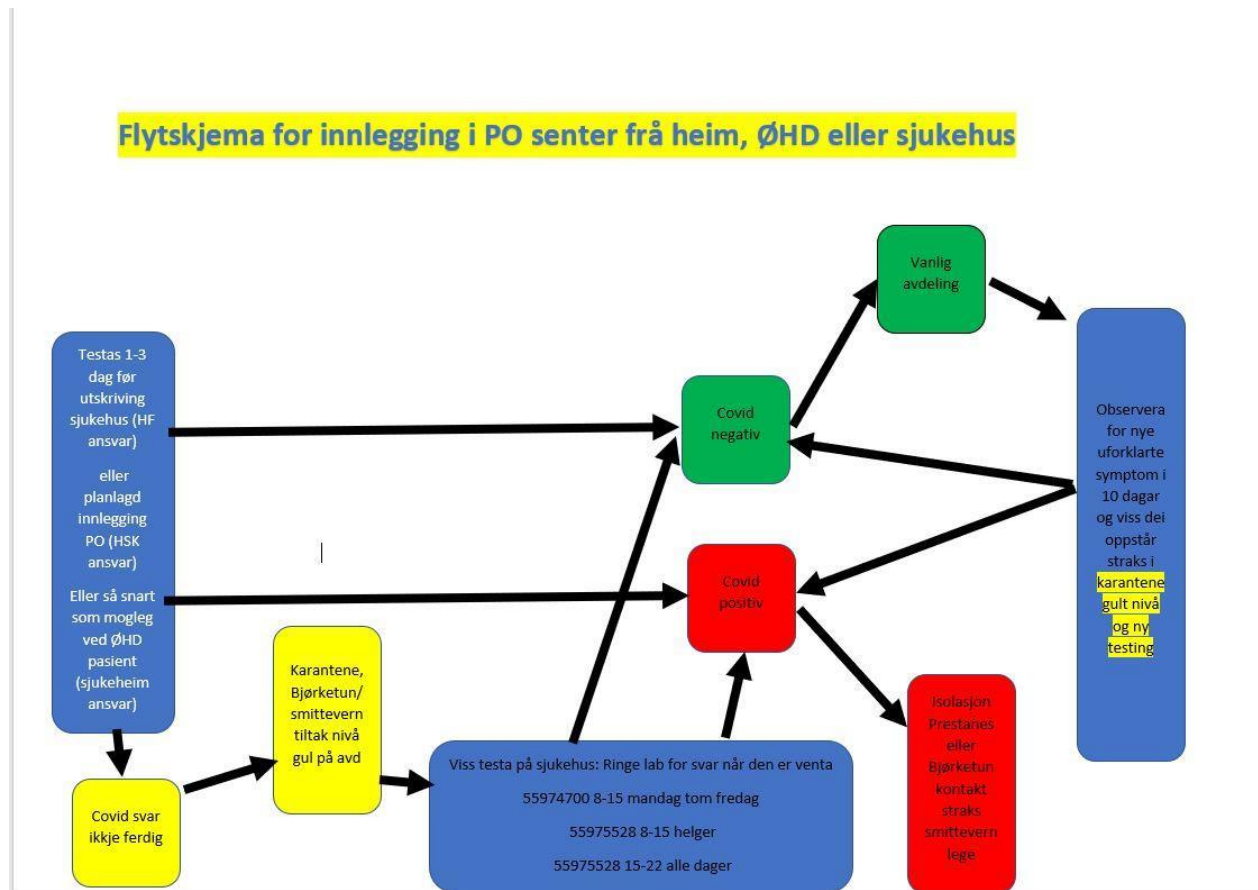 Flytskjema for innlegging i PO senter frå heim, ØHD eller sjukehus
Vanlig
avdeling
Testas 1-3
dag før
utskriving
sjukehus (HF
ansvar)
eller
planlagd
innlegging
PO (HSK
ansvar)
Eller så snart
som mogleg
ved ØHD
pasient
(sjukeheim
ansvar)
Covid
negativ
Observera
for nye
uforklarte
symptom i
10 dagar
og viss dei
oppstår
straks i
karantene
gult nivå
og ny
testing
Covid
positiv
Karantene,
Bjørketun/
smittevern
tiltak nivå
gul på avd
Isolasjon
Prestanes
eller
Bjørketun
kontakt
straks
smittevern
lege
Viss testa på sjukehus: Ringe lab for svar når den er venta
55974700 8-15 mandag tom fredag
55975528 8-15 helger
55975528 15-22 alle dager
Covid svar
ikkje ferdig